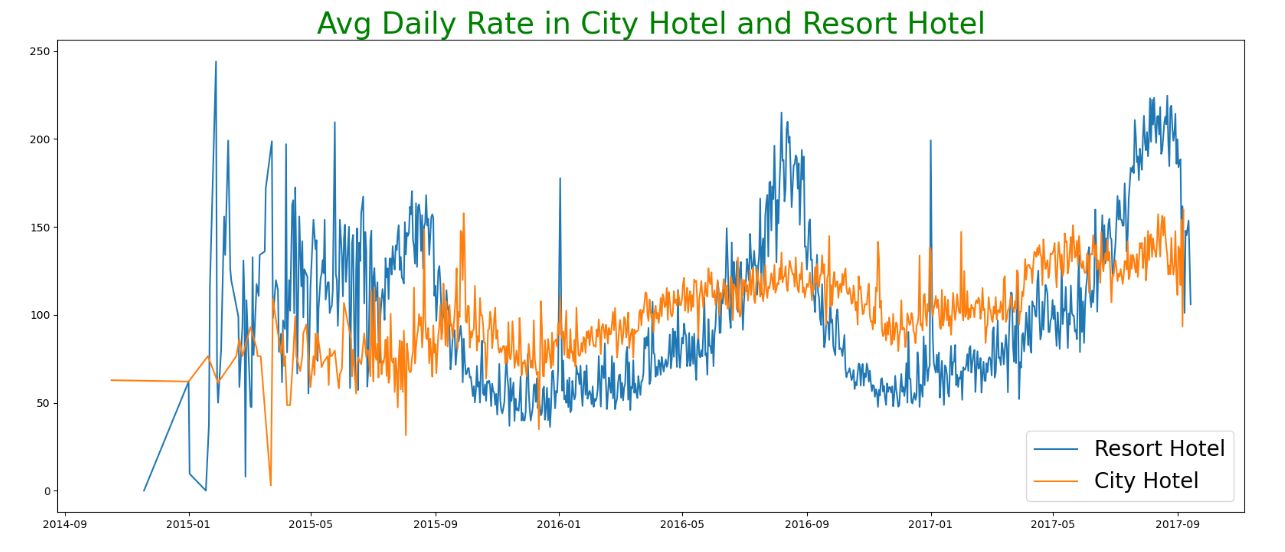 Avg Daily Rate in City Hotel and Resort Hotel
250
200
150
100
50
0
Resort Hotel
City Hotel
2014-09 2015-01 2015-05 2015-09 2016-01 2016-05 2016-09 2017-01 2017-05 2017-09